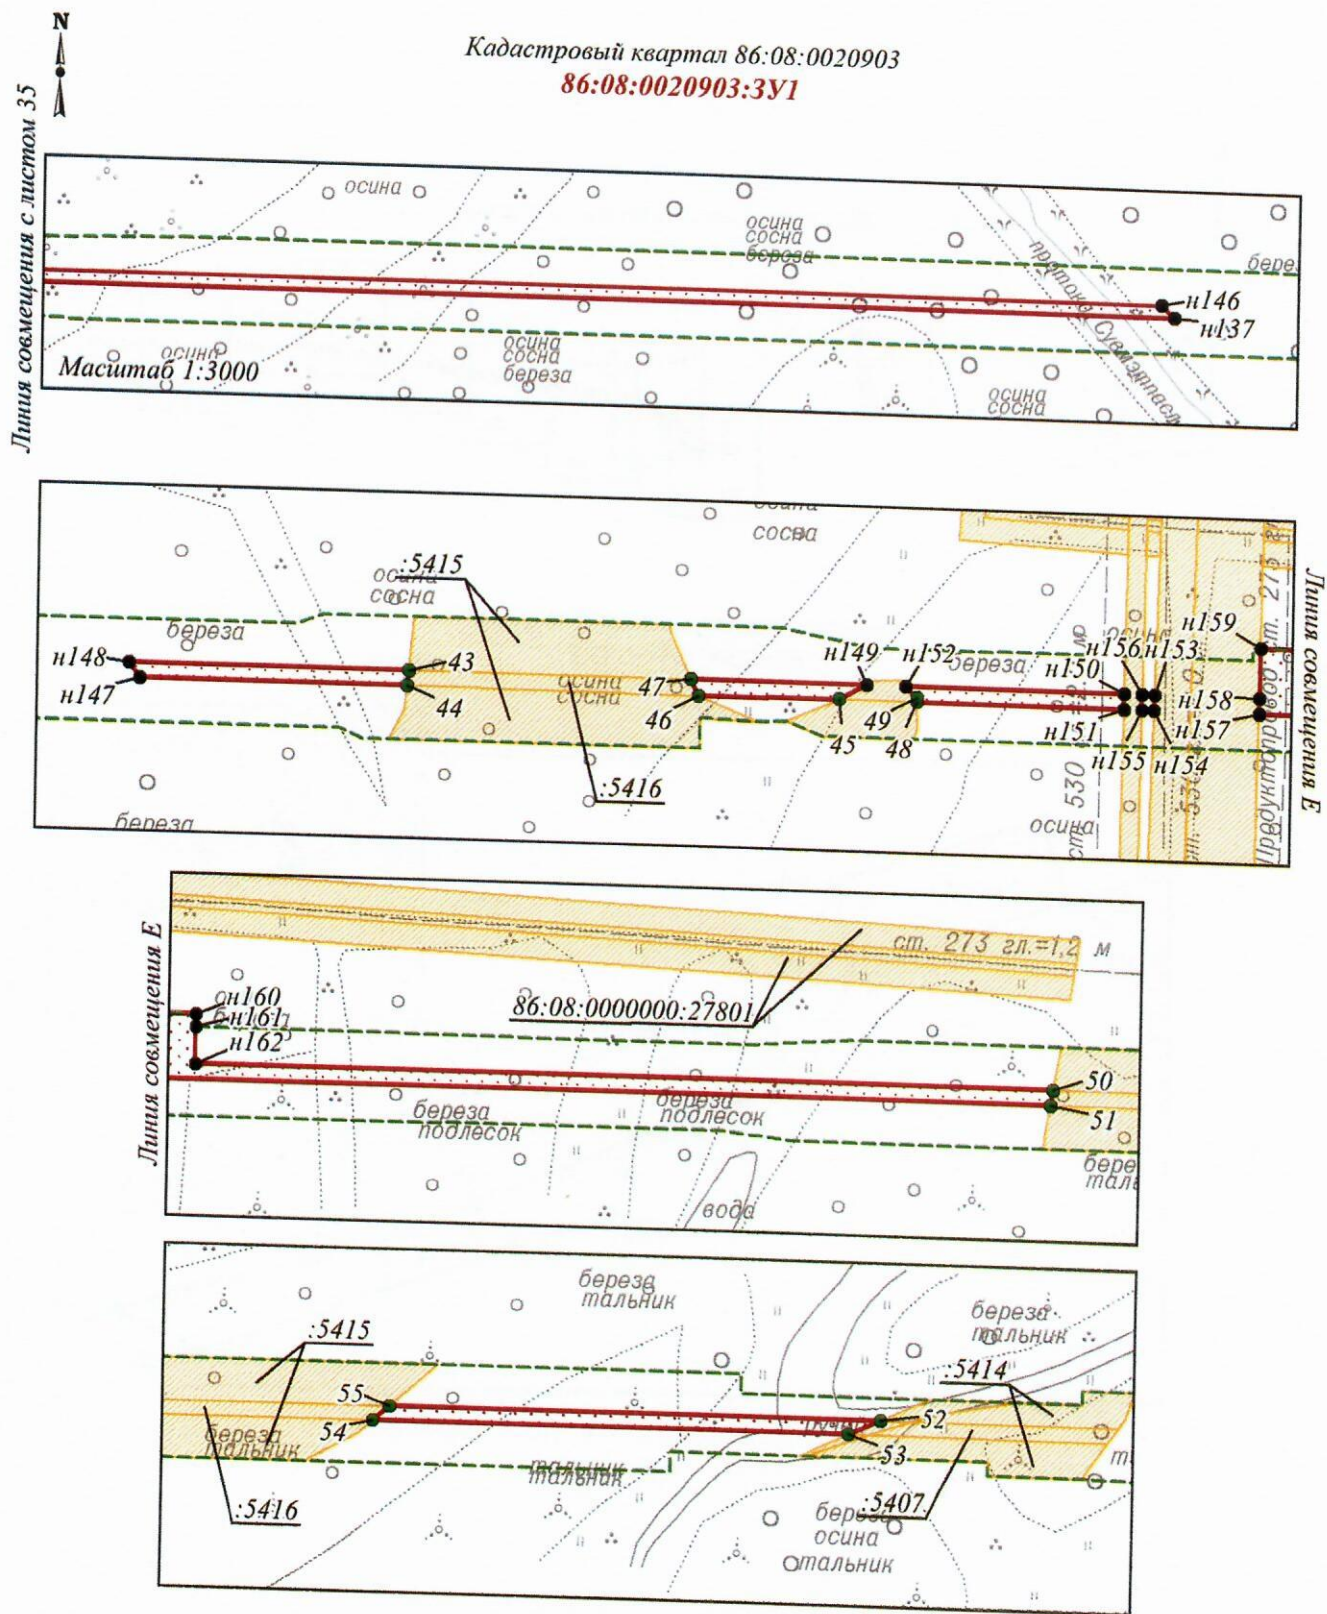 N
Кадастровый квартал 86:08:0020903
86:08:0020903:ЗУ1
Линия совмещения с листом 35
осина
осина
сосна
береза
протока
н146
н137
осина
осина
сосна
береза
осина
сосна
Масштаб 1:3000
сосна
:5415
осина
сосна
береза
н148
н147
43
44
осина
сосна
47
46
н149
45
н152
49
48
береза
н150
н156
н153
н159
н151
н155
н154
н158
н157
:5416
береза
осина
ст. 530
Линия совмещения Е
Линия совмещения Е
ст. 273 гл.=1,2 м
86:08:0000000:27801
н160
н161
н162
50
51
береза
подлесок
береза
подлесок
вода
береза
тальник
береза
тальник
:5415
:5414
55
54
52
53
береза
тальник
тальник
тальник
:5416
:5407
береза
осина
тальник